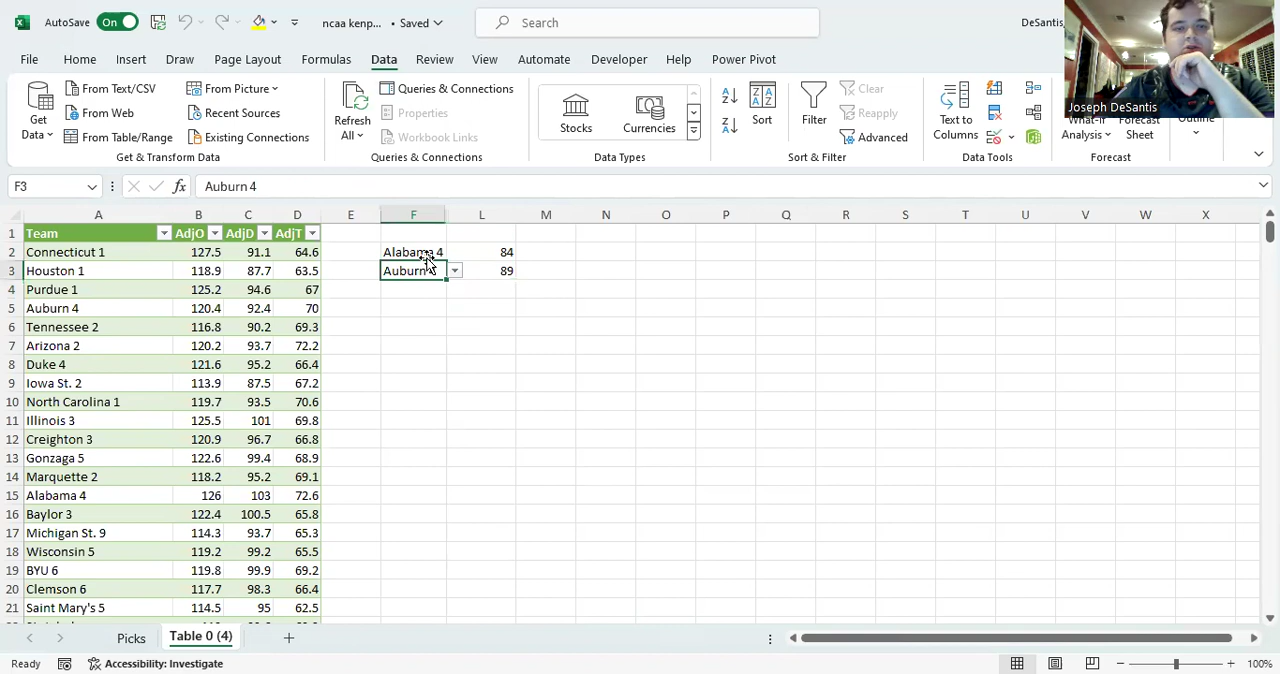 AutoSave On ncaa kenp... • Saved Search DeSantis,
File Home Insert Draw Page Layout Formulas Data Review View Automate Developer Help Power Pivot
Joseph DeSantis
Get Data From Text/CSV From Picture Refresh All Queries & Connections Stocks Currencies Sort Filter Clear Text to Columns What-If Analysis Forecast Sheet Outline
From Web Recent Sources Properties Reapply
From Table/Range Existing Connections Workbook Links Advanced
Get & Transform Data Queries & Connections Data Types Sort & Filter Data Tools Forecast
F3 fx Auburn 4
A B C D E F L M N O P Q R S T U V W X
1 Team AdjO AdjD AdjT
2 Connecticut 1 127.5 91.1 64.6 Alabama 4 84
3 Houston 1 118.9 87.7 63.5 Auburn 4 89
4 Purdue 1 125.2 94.6 67
5 Auburn 4 120.4 92.4 70
6 Tennessee 2 116.8 90.2 69.3
7 Arizona 2 120.2 93.7 72.2
8 Duke 4 121.6 95.2 66.4
9 Iowa St. 2 113.9 87.5 67.2
10 North Carolina 1 119.7 93.5 70.6
11 Illinois 3 125.5 101 69.8
12 Creighton 3 120.9 96.7 66.8
13 Gonzaga 5 122.6 99.4 68.9
14 Marquette 2 118.2 95.2 69.1
15 Alabama 4 126 103 72.6
16 Baylor 3 122.4 100.5 65.8
17 Michigan St. 9 114.3 93.7 65.3
18 Wisconsin 5 119.2 99.2 65.5
19 BYU 6 119.8 99.9 69.2
20 Clemson 6 117.7 98.3 66.4
21 Saint Mary's 5 114.5 95 62.5
Picks Table 0 (4)
Ready Accessibility: Investigate 100%